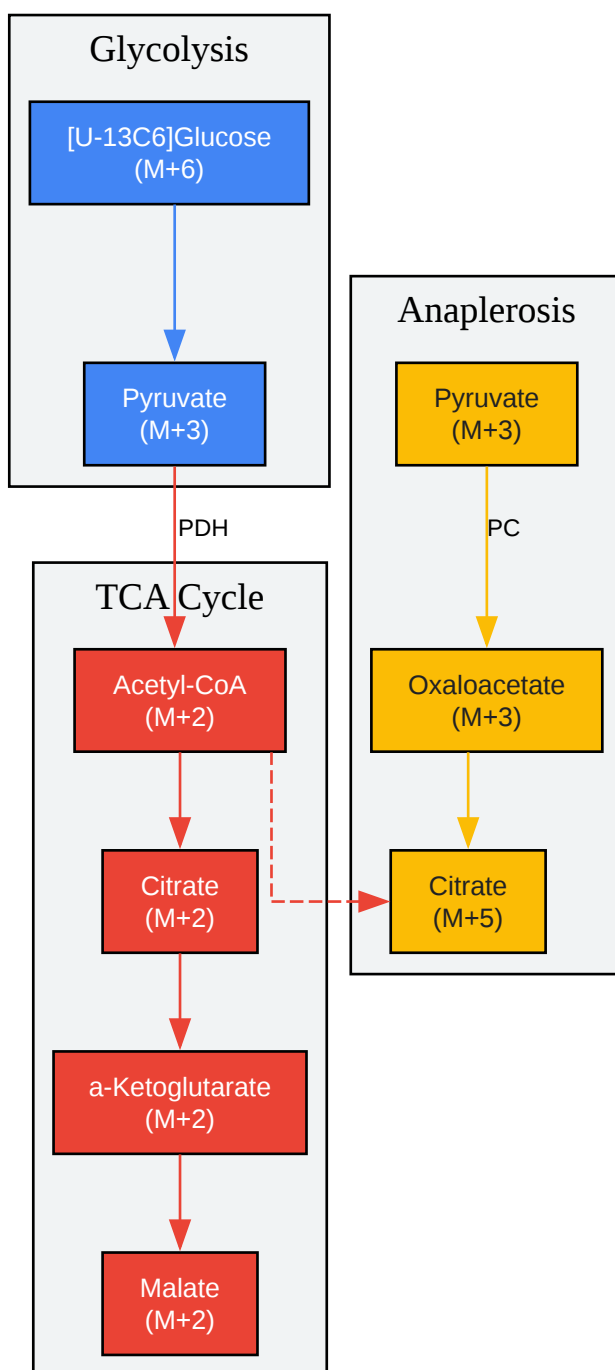 Glycolysis
[U-13C6]Glucose
(M+6)
Pyruvate
(M+3)
PDH
TCA Cycle
Acetyl-CoA
(M+2)
Citrate
(M+2)
a-Ketoglutarate
(M+2)
Malate
(M+2)
Anaplerosis
Pyruvate
(M+3)
PC
Oxaloacetate
(M+3)
Citrate
(M+5)